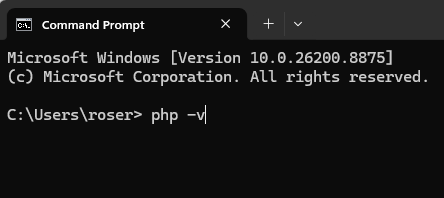 Command Prompt
Microsoft Windows [Version 10.0.26200.8875]
(c) Microsoft Corporation. All rights reserved.
C:\Users\roser> php -v